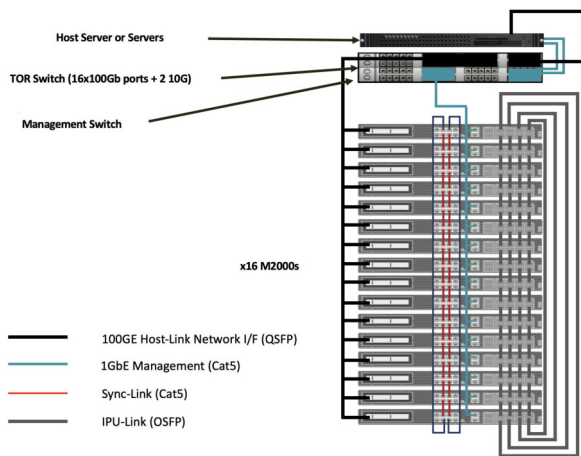 Host Server or Servers
TOR Switch (16x100Gb ports + 2 10G)
Management Switch
x16 M2000s
100GE Host-Link Network I/F (QSFP)
1GbE Management (Cat5)
Sync-Link (Cat5)
IPU-Link (OSFP)